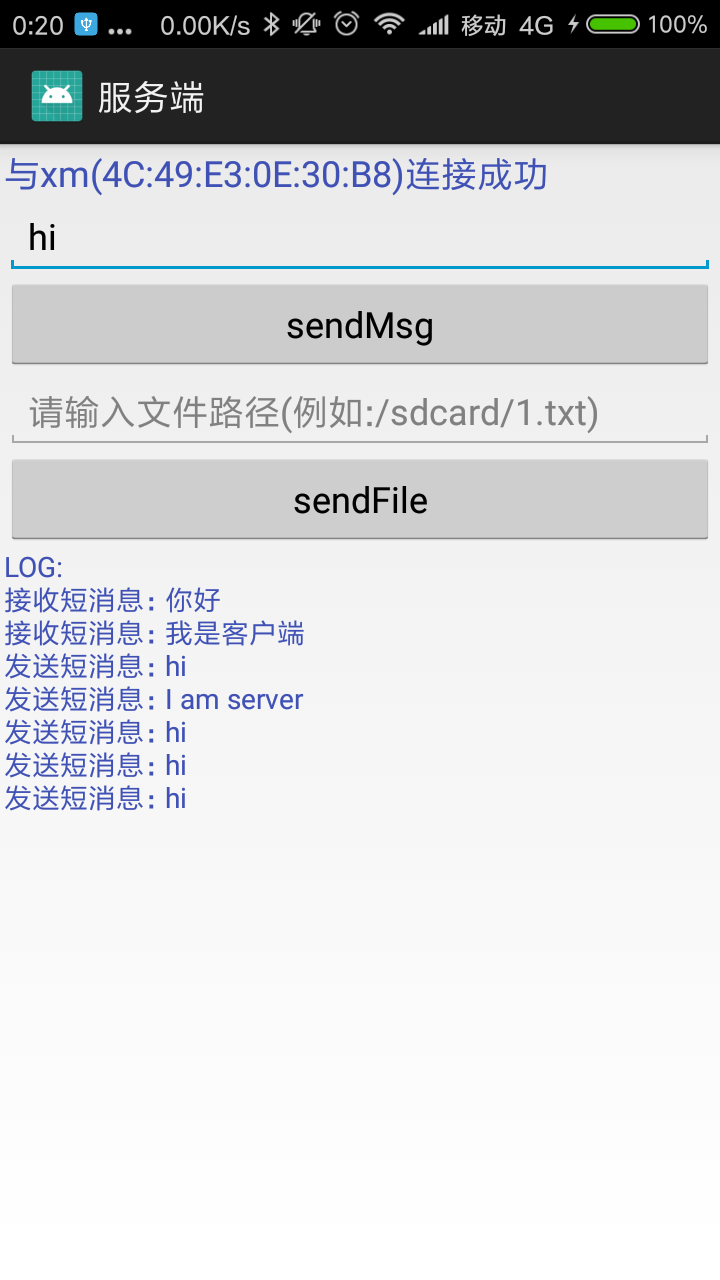 0:20 ... 0.00K/s 移动 4G 100%
服务端
与xm(4C:49:E3:0E:30:B8)连接成功
hi
sendMsg
请输入文件路径(例如:/sdcard/1.txt)
sendFile
LOG:
接收短消息：你好
接收短消息：我是客户端
发送短消息：hi
发送短消息：I am server
发送短消息：hi
发送短消息：hi
发送短消息：hi